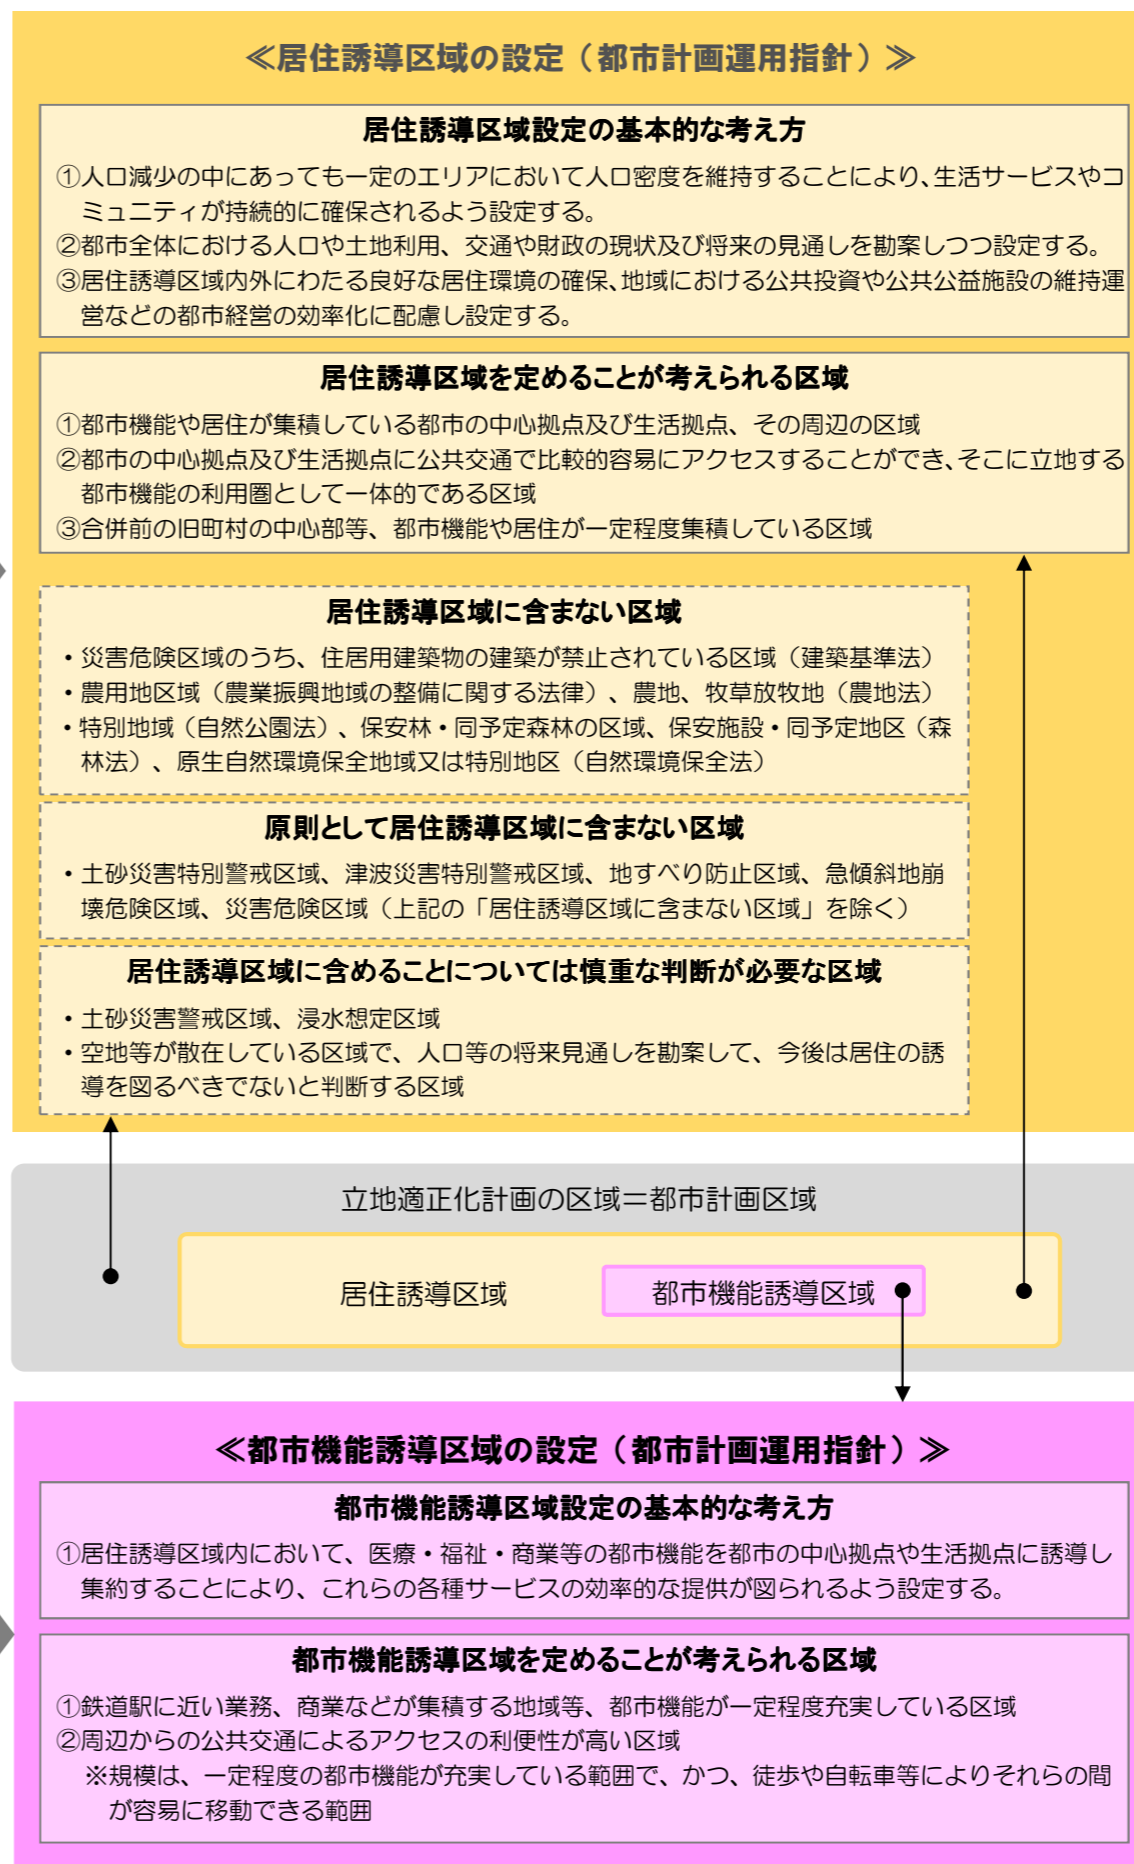 ≪居住誘導区域の設定（都市計画運用指針）≫
居住誘導区域設定の基本的な考え方
①人口減少の中にあっても一定のエリアにおいて人口密度を維持することにより、生活サービスやコ
ミュニティが持続的に確保されるよう設定する。
②都市全体における人口や土地利用、交通や財政の現状及び将来の見通しを勘案しつつ設定する。
③居住誘導区域内外にわたる良好な居住環境の確保、地域における公共投資や公共公益施設の維持運
営などの都市経営の効率化に配慮し設定する。
居住誘導区域を定めることが考えられる区域
①都市機能や居住が集積している都市の中心拠点及び生活拠点、その周辺の区域
②都市の中心拠点及び生活拠点に公共交通で比較的容易にアクセスすることができ、そこに立地する
都市機能の利用圏として一体的である区域
③合併前の旧町村の中心部等、都市機能や居住が一定程度集積している区域
居住誘導区域に含まない区域
・災害危険区域のうち、住居用建築物の建築が禁止されている区域（建築基準法）
・農用地区域（農業振興地域の整備に関する法律）、農地、牧草放牧地（農地法）
・特別地域（自然公園法）、保安林・同予定森林の区域、保安施設・同予定地区（森
林法）、原生自然環境保全地域又は特別地区（自然環境保全法）
原則として居住誘導区域に含まない区域
・土砂災害特別警戒区域、津波災害特別警戒区域、地すべり防止区域、急傾斜地崩
壊危険区域、災害危険区域（上記の「居住誘導区域に含まない区域」を除く）
居住誘導区域に含めることについては慎重な判断が必要な区域
・土砂災害警戒区域、浸水想定区域
・空地等が散在している区域で、人口等の将来見通しを勘案して、今後は居住の誘
導を図るべきでないと判断する区域
立地適正化計画の区域＝都市計画区域
居住誘導区域
都市機能誘導区域
≪都市機能誘導区域の設定（都市計画運用指針）≫
都市機能誘導区域設定の基本的な考え方
①居住誘導区域内において、医療・福祉・商業等の都市機能を都市の中心拠点や生活拠点に誘導し
集約することにより、これらの各種サービスの効率的な提供が図られるよう設定する。
都市機能誘導区域を定めることが考えられる区域
①鉄道駅に近い業務、商業などが集積する地域等、都市機能が一定程度充実している区域
②周辺からの公共交通によるアクセスの利便性が高い区域
※規模は、一定程度の都市機能が充実している範囲で、かつ、徒歩や自転車等によりそれらの間
が容易に移動できる範囲